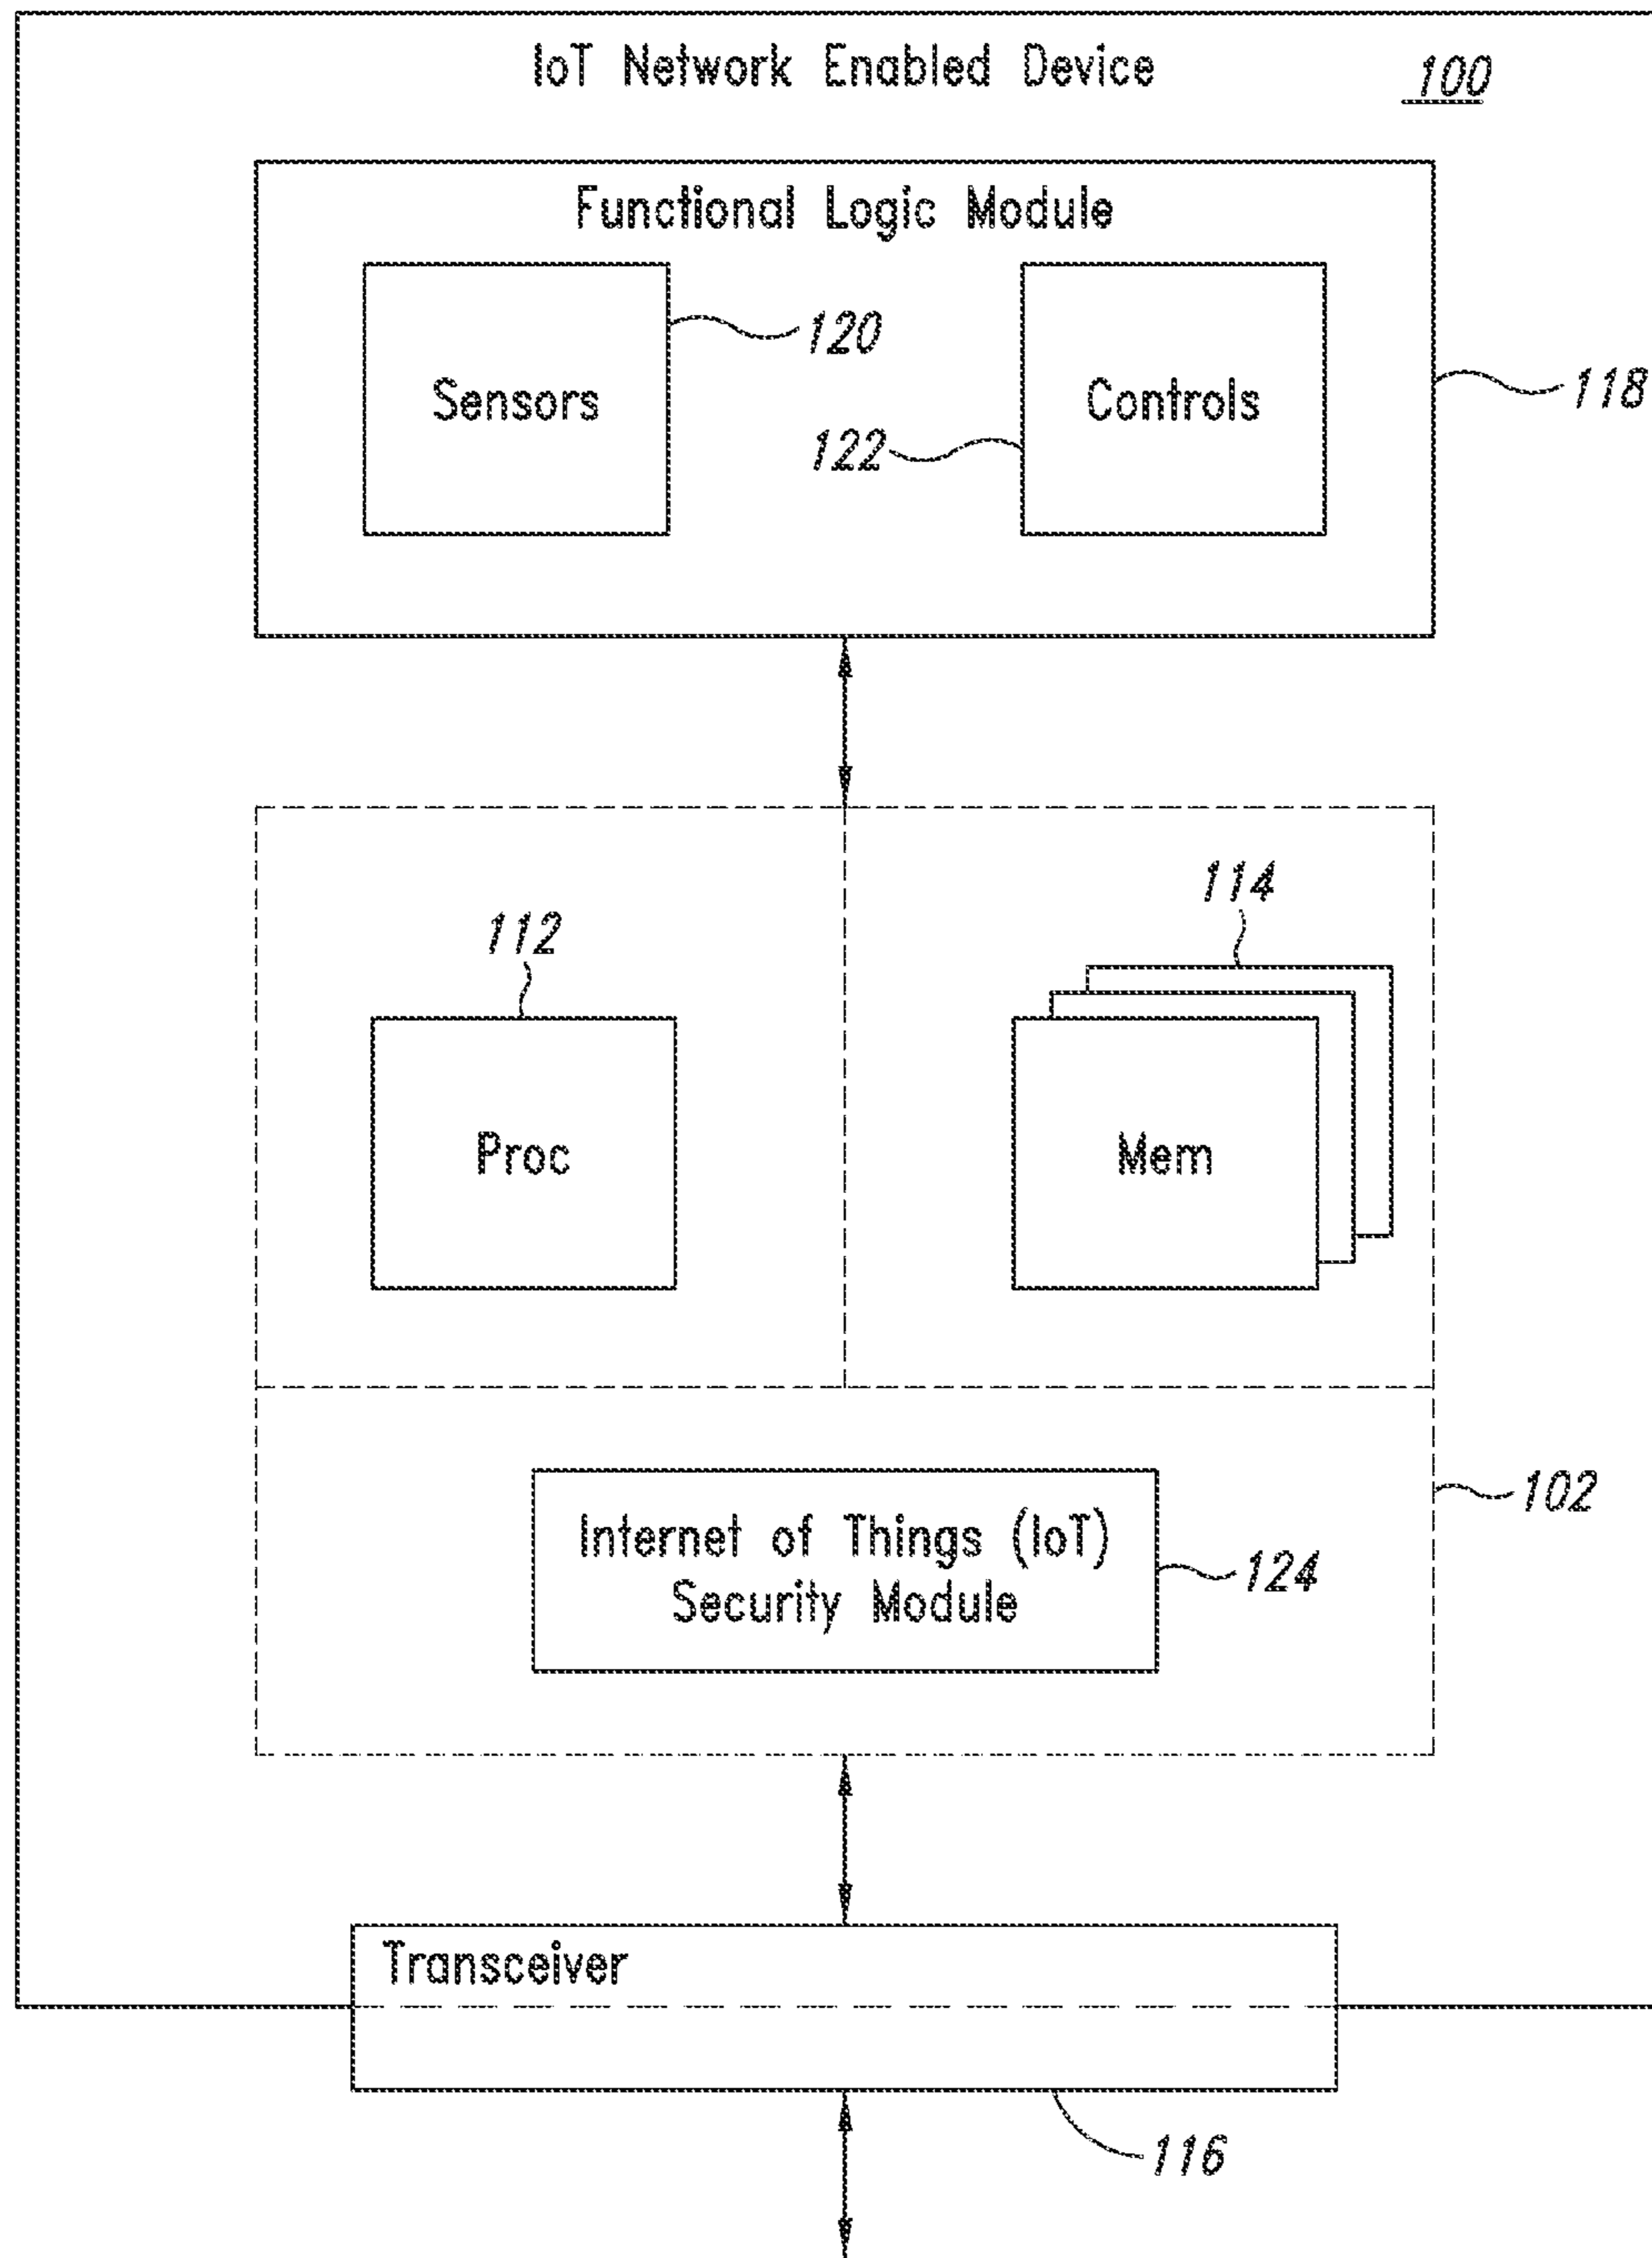 IoT Network Enabled Device 100
Functional Logic Module
120
Sensors
Controls
118
122
114
112
Proc
Mem
102
Internet of Things (IoT)
Security Module
124
Transceiver
116